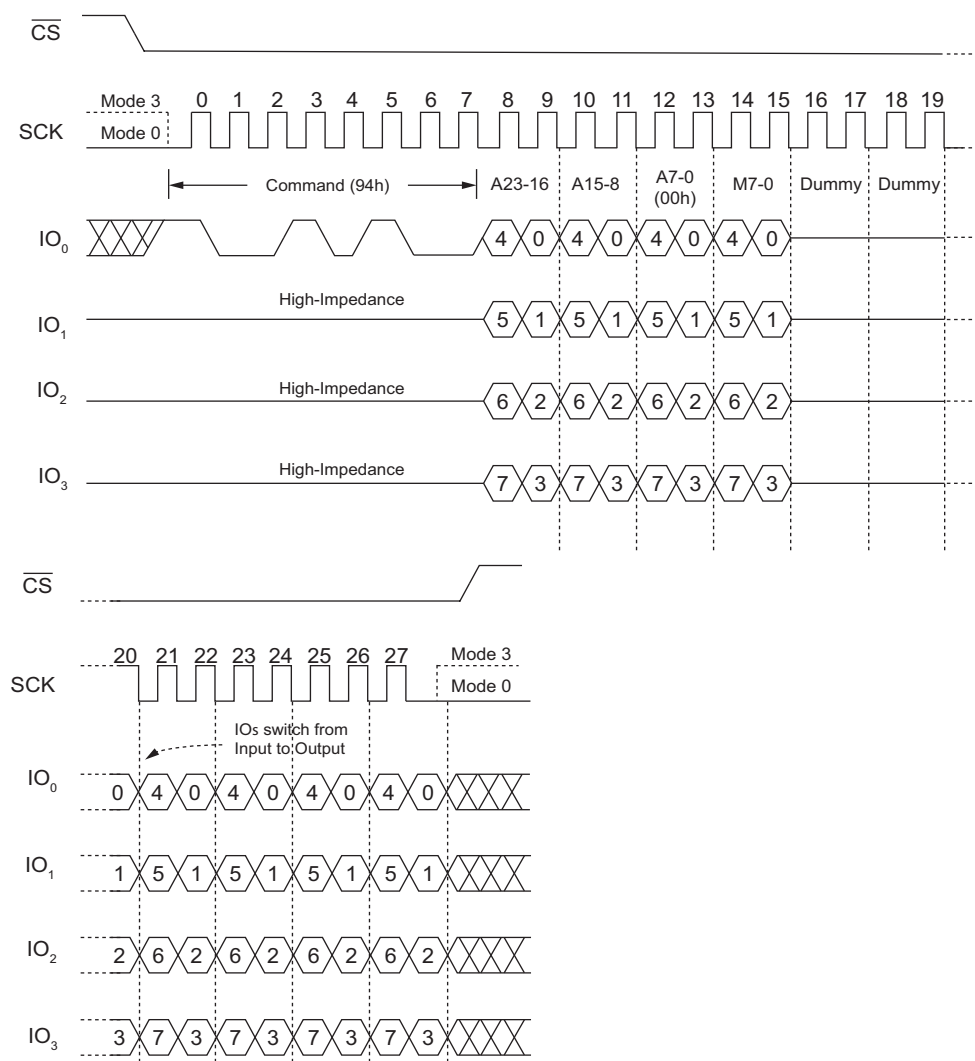 CS
Mode 3
0 1 2 3 4 5 6 7 8 9 10 11 12 13 14 15 16 17 18 19
SCK
Mode 0
Command (94h)
A23-16
A15-8
A7-0
(00h)
M7-0
Dummy
Dummy
IO0
4 0 4 0 4 0 4 0
High-Impedance
IO1
5 1 5 1 5 1 5 1
High-Impedance
IO2
6 2 6 2 6 2 6 2
High-Impedance
IO3
7 3 7 3 7 3 7 3
CS
20 21 22 23 24 25 26 27
Mode 3
SCK
Mode 0
IOs switch from
Input to Output
IO0
0 4 0 4 0 4 0 4 0
IO1
1 5 1 5 1 5 1 5 1
IO2
2 6 2 6 2 6 2 6 2
IO3
3 7 3 7 3 7 3 7 3